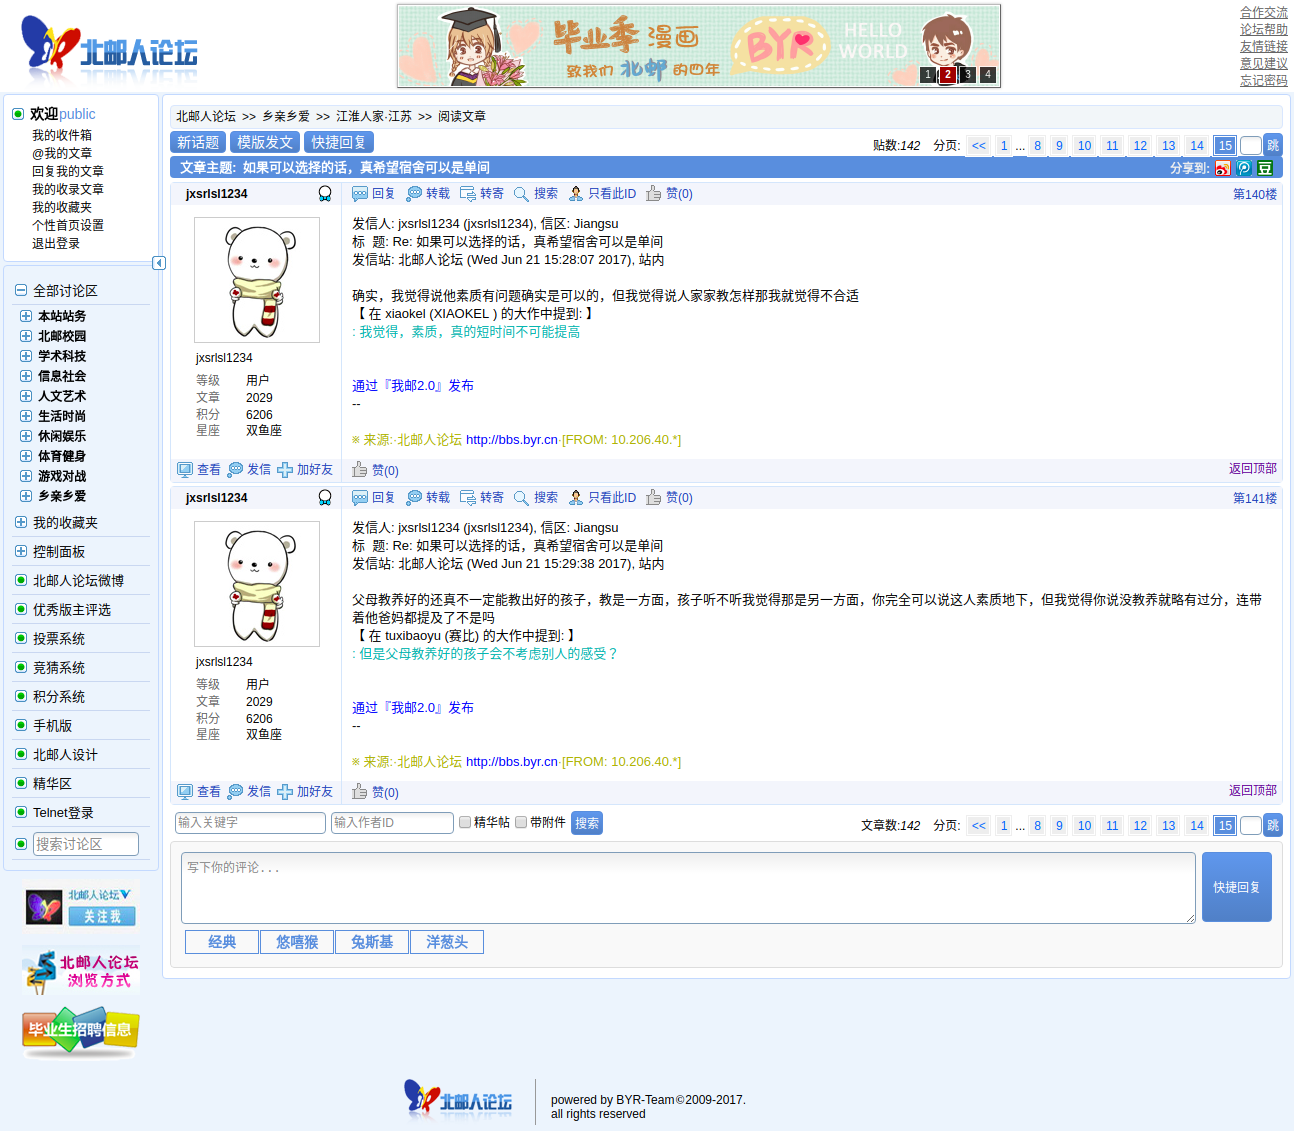 北邮人论坛
毕业季 漫画
致我们 北邮 的四年
BYR
HELLO
WORLD
1 2 3 4
合作交流
论坛帮助
友情链接
意见建议
忘记密码
欢迎public
我的收件箱
@我的文章
回复我的文章
我的收录文章
我的收藏夹
个性首页设置
退出登录
全部讨论区
本站站务
北邮校园
学术科技
信息社会
人文艺术
生活时尚
休闲娱乐
体育健身
游戏对战
乡亲乡爱
我的收藏夹
控制面板
北邮人论坛微博
优秀版主评选
投票系统
竞猜系统
积分系统
手机版
北邮人设计
精华区
Telnet登录
搜索讨论区
北邮人论坛
关注我
北邮人论坛
浏览方式
毕业生招聘信息
北邮人论坛 >> 乡亲乡爱 >> 江淮人家·江苏 >> 阅读文章
新话题 模版发文 快捷回复
贴数:142 分页: << 1 ... 8 9 10 11 12 13 14 15 跳
文章主题: 如果可以选择的话，真希望宿舍可以是单间
分享到:
jxsrlsl1234
回复 转载 转寄 搜索 只看此ID 赞(0)
第140楼
jxsrlsl1234
等级 用户
文章 2029
积分 6206
星座 双鱼座
发信人: jxsrlsl1234 (jxsrlsl1234), 信区: Jiangsu
标 题: Re: 如果可以选择的话，真希望宿舍可以是单间
发信站: 北邮人论坛 (Wed Jun 21 15:28:07 2017), 站内
确实，我觉得说他素质有问题确实是可以的，但我觉得说人家家教怎样那我就觉得不合适
【 在 xiaokel (XIAOKEL ) 的大作中提到: 】
: 我觉得，素质，真的短时间不可能提高
通过『我邮2.0』发布
--
※ 来源:·北邮人论坛 http://bbs.byr.cn·[FROM: 10.206.40.*]
查看 发信 加好友
赞(0)
返回顶部
jxsrlsl1234
回复 转载 转寄 搜索 只看此ID 赞(0)
第141楼
jxsrlsl1234
等级 用户
文章 2029
积分 6206
星座 双鱼座
发信人: jxsrlsl1234 (jxsrlsl1234), 信区: Jiangsu
标 题: Re: 如果可以选择的话，真希望宿舍可以是单间
发信站: 北邮人论坛 (Wed Jun 21 15:29:38 2017), 站内
父母教养好的还真不一定能教出好的孩子，教是一方面，孩子听不听我觉得那是另一方面，你完全可以说这人素质地下，但我觉得你说没教养就略有过分，连带
着他爸妈都提及了不是吗
【 在 tuxibaoyu (赛比) 的大作中提到: 】
: 但是父母教养好的孩子会不考虑别人的感受？
通过『我邮2.0』发布
--
※ 来源:·北邮人论坛 http://bbs.byr.cn·[FROM: 10.206.40.*]
查看 发信 加好友
赞(0)
返回顶部
输入关键字 输入作者ID 精华帖 带附件 搜索
文章数:142 分页: << 1 ... 8 9 10 11 12 13 14 15 跳
写下你的评论...
快捷回复
经典 悠嘻猴 兔斯基 洋葱头
北邮人论坛
powered by BYR-Team©2009-2017.
all rights reserved